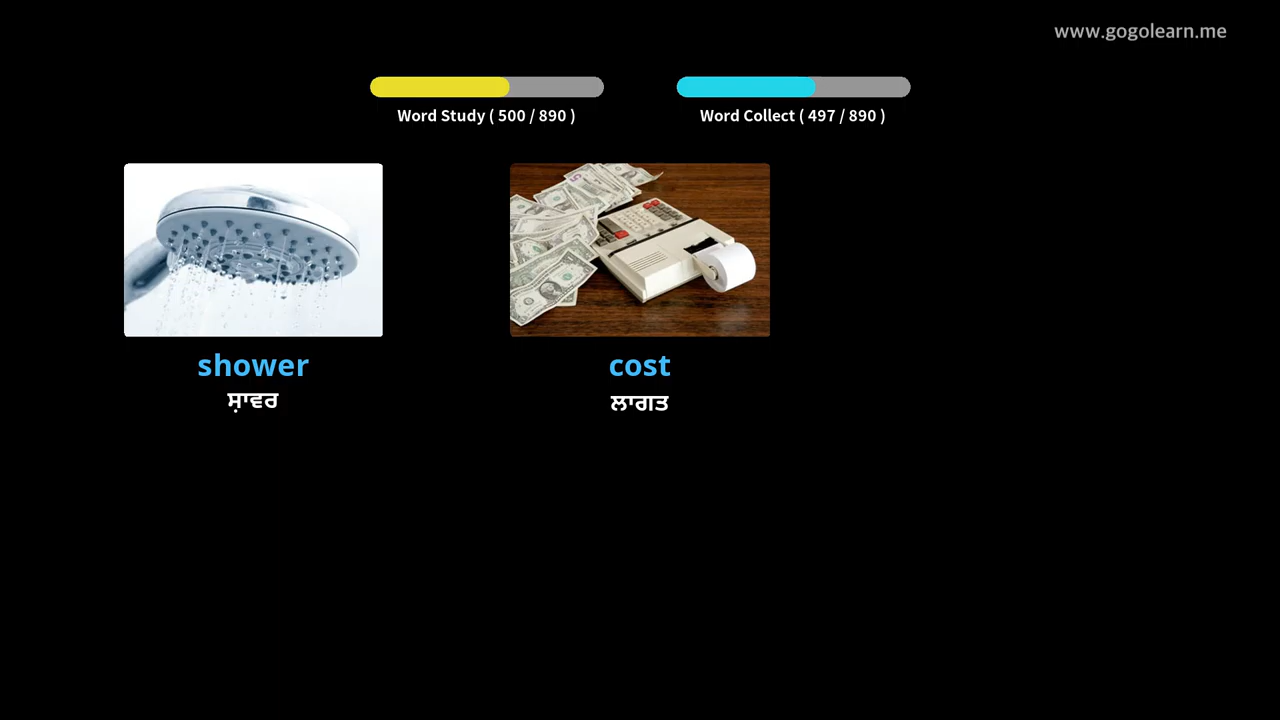 www.gogolearn.me
Word Study ( 500 / 890 )
Word Collect ( 497 / 890 )
shower
ਸ਼ਾਵਰ
cost
ਲਾਗਤ